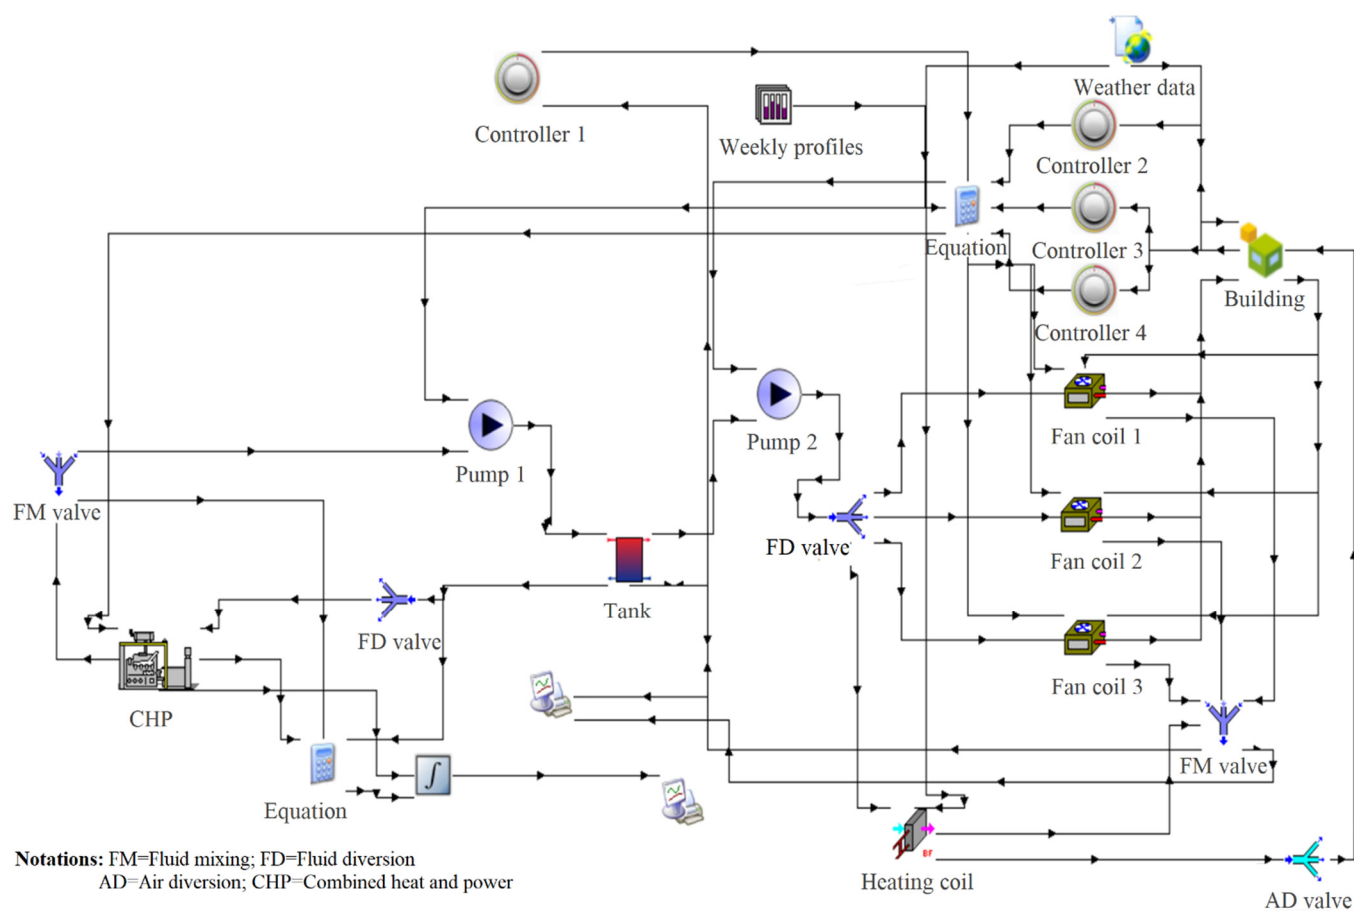 Weather data
Controller 1
Weekly profiles
Controller 2
Equation
Controller 3
Building
Controller 4
Fan coil 1
Pump 2
Pump 1
FM valve
FD valve
Fan coil 2
Tank
FD valve
Fan coil 3
CHP
FM valve
Equation
∫
BF
Heating coil
AD valve
Notations: FM=Fluid mixing; FD=Fluid diversion
AD=Air diversion; CHP=Combined heat and power